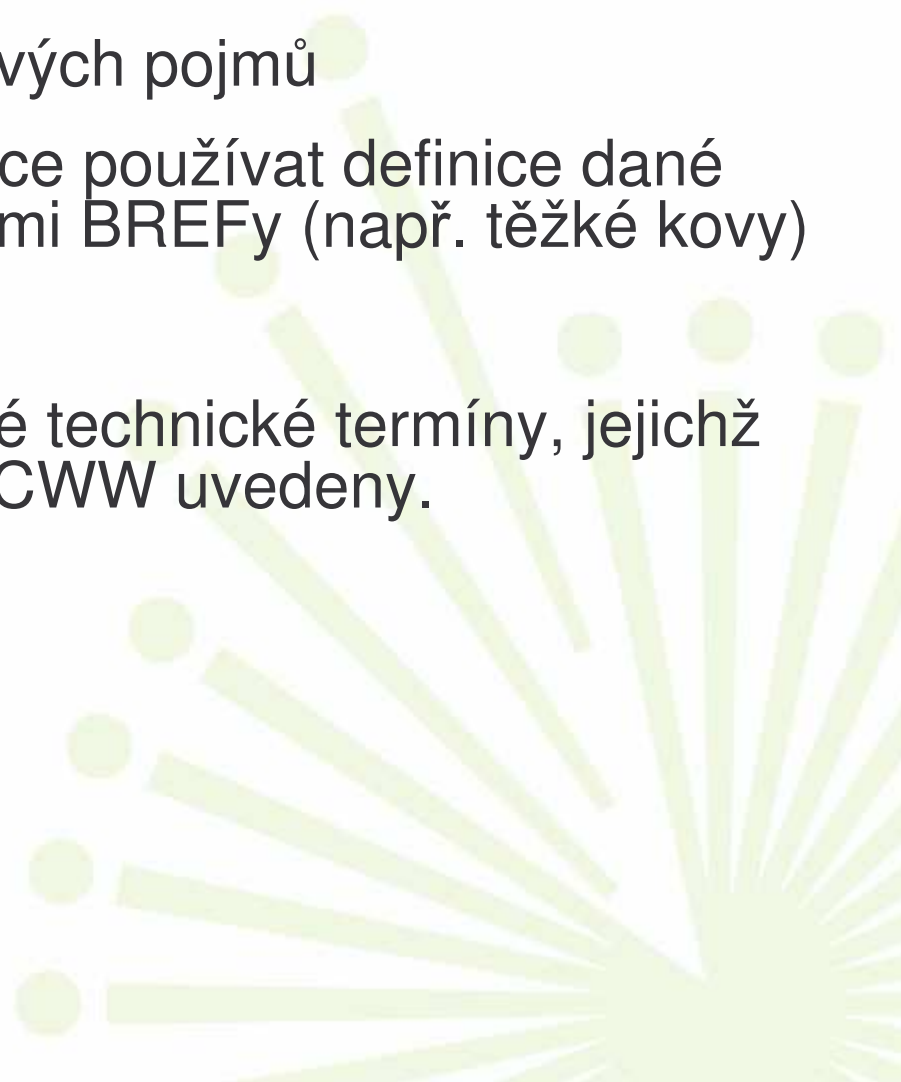 vých pojmů
ce používat definice dané
mi BREFy (např. těžké kovy)
é technické termíny, jejichž
CWW uvedeny.